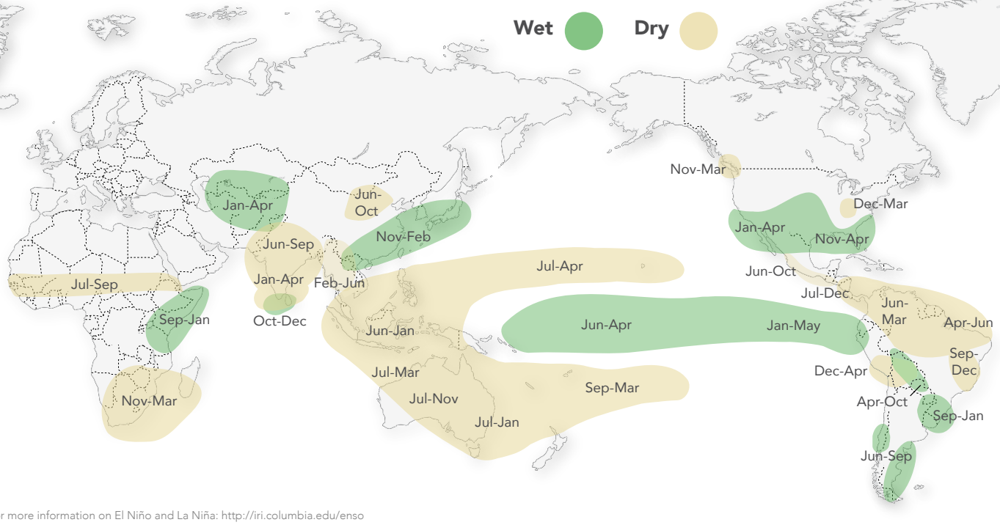 Wet
Dry
Nov-Mar
Jun-
Oct
Dec-Mar
Jan-Apr
Jan-Apr
Nov-Feb
Nov-Apr
Jun-Sep
Jul-Apr
Jun-Oct
Jul-Sep
Jan-Apr
Feb-Jun
Jul-Dec
Jun-
Mar
Sep-Jan
Oct-Dec
Jun-Apr
Jan-May
Apr-Jun
Jun-Jan
Sep-
Dec
Jul-Mar
Dec-Apr
Sep-Mar
Nov-Mar
Jul-Nov
Apr-Oct
Jul-Jan
Sep-Jan
Jun-Sep
more information on El Niño and La Niña: http://iri.columbia.edu/enso